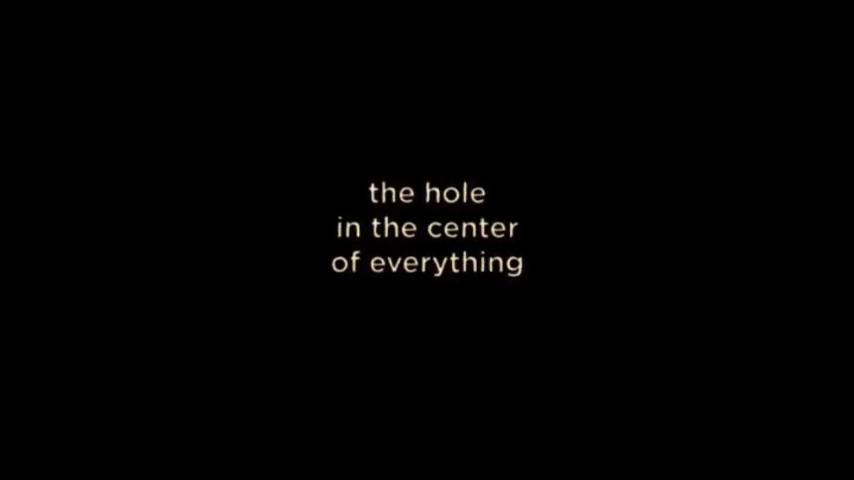 the hole
in the center
of everything